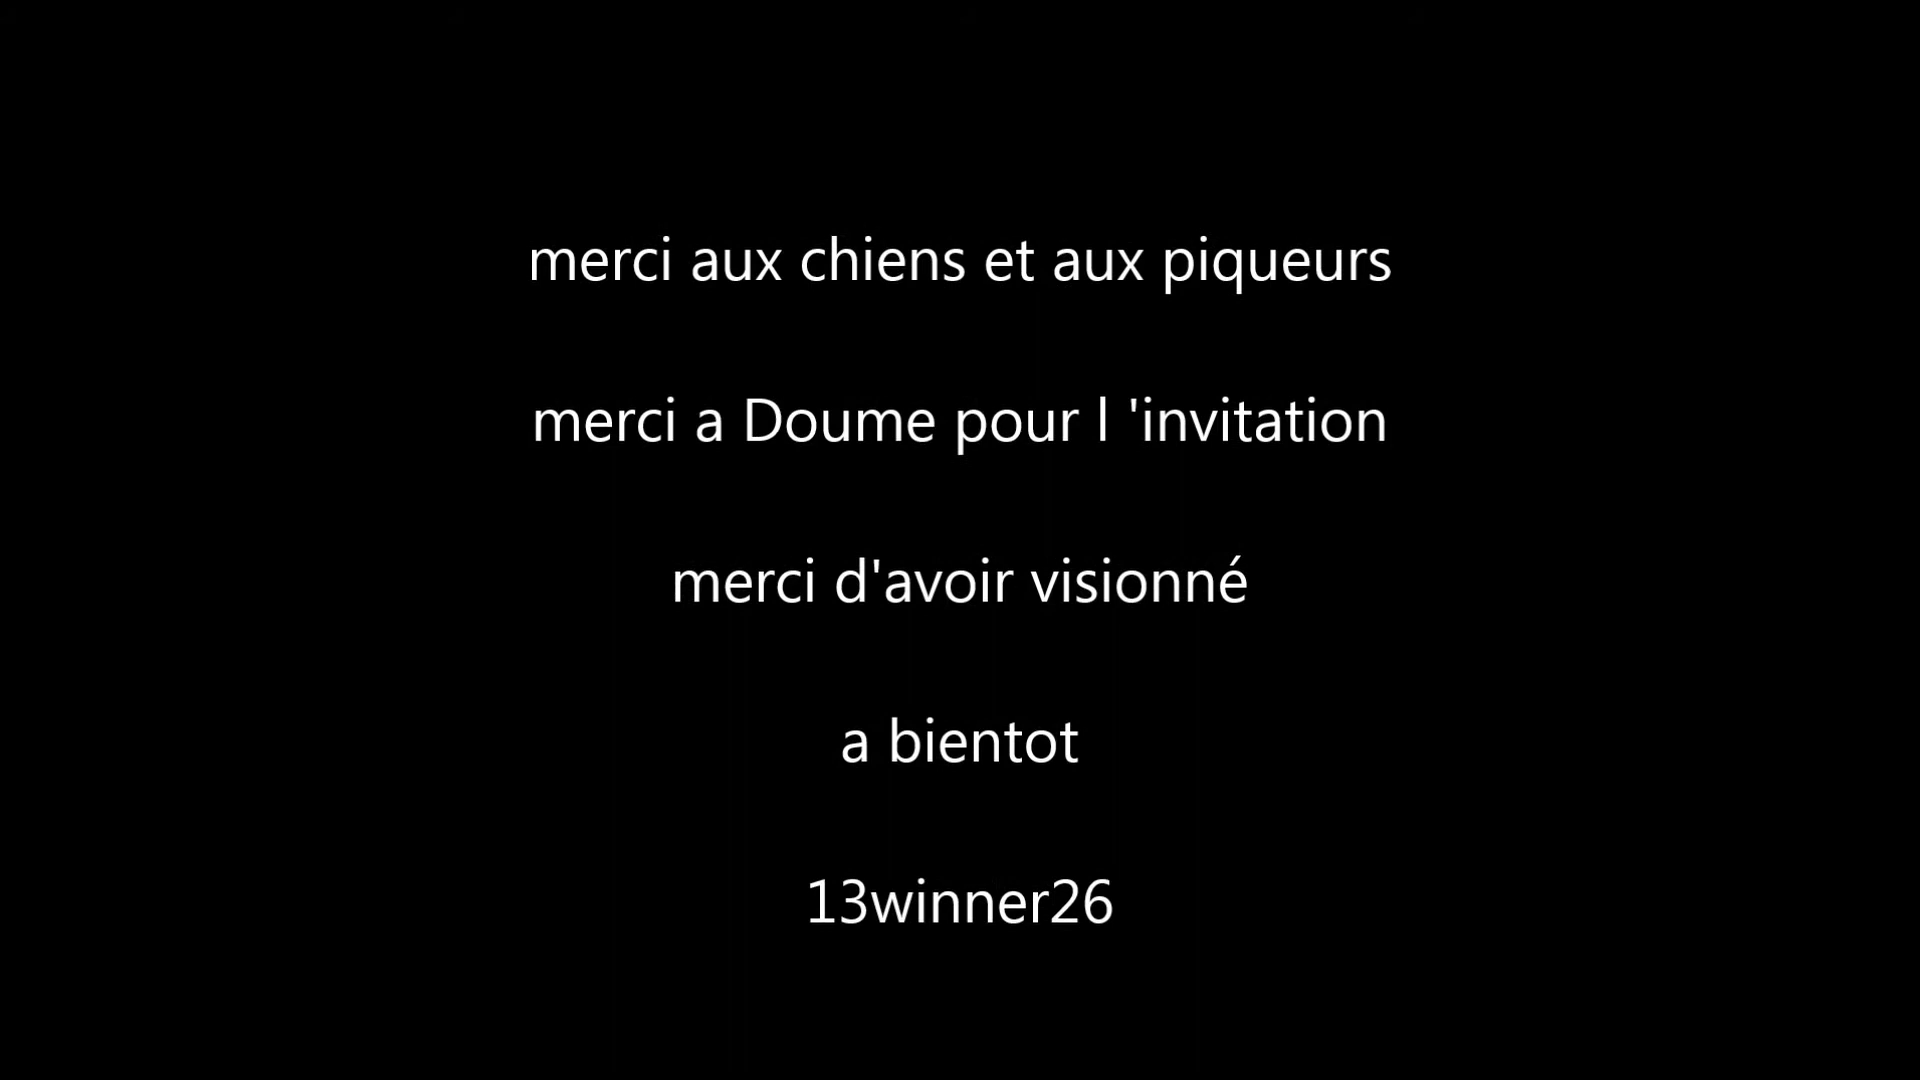 merci aux chiens et aux piqueurs
merci a Doume pour l 'invitation
merci d'avoir visionné
a bientot
13winner26